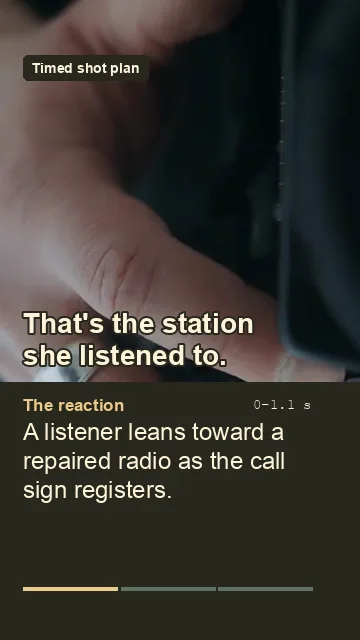 Timed shot plan
That's the station
she listened to.
The reaction 0–1.1 s
A listener leans toward a
repaired radio as the call
sign registers.